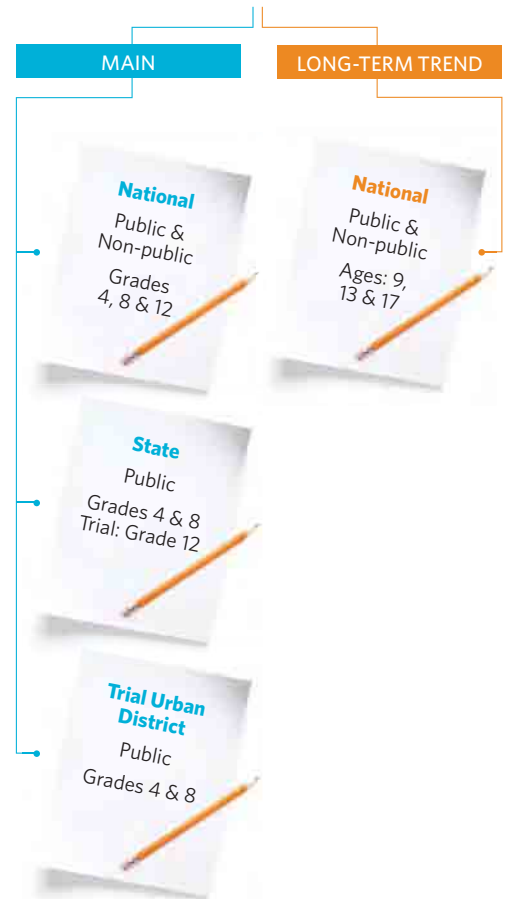 MAIN
LONG-TERM TREND
National
Public &
Non-public
Grades
4, 8 & 12
National
Public &
Non-public
Ages: 9,
13 & 17
State
Public
Grades 4 & 8
Trial: Grade 12
Trial Urban
District
Public
Grades 4 & 8